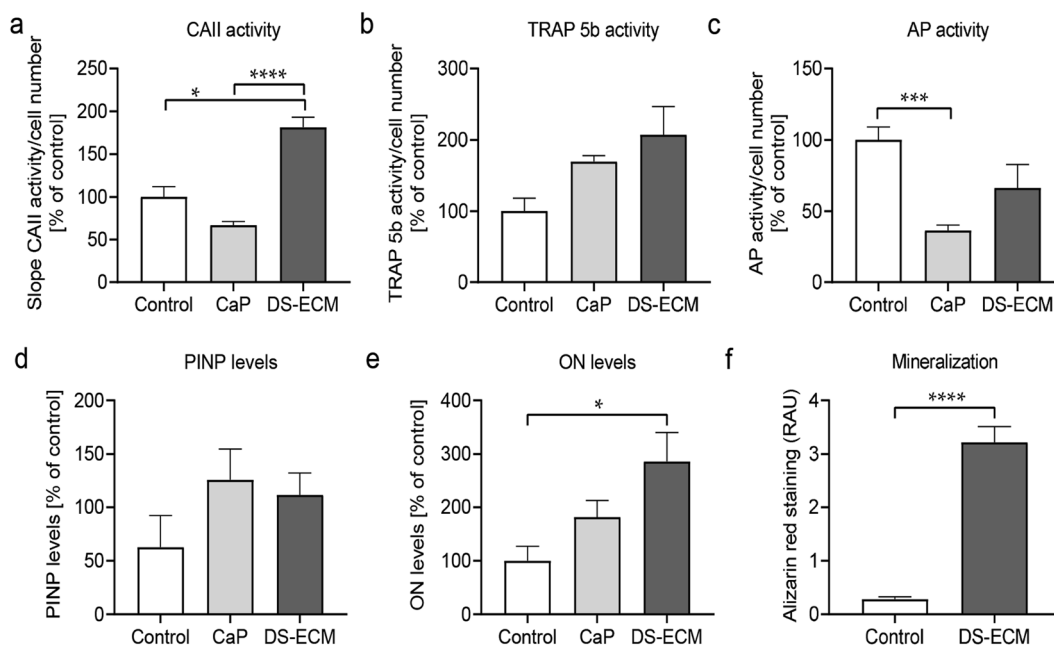 a
CAII activity
Slope CAII activity/cell number
[% of control]
250
200
150
100
50
0
*
****
Control
CaP
DS-ECM
b
TRAP 5b activity
TRAP 5b activity/cell number
[% of control]
300
200
100
0
Control
CaP
DS-ECM
c
AP activity
AP activity/cell number
[% of control]
150
100
50
0
***
Control
CaP
DS-ECM
d
PINP levels
PINP levels [% of control]
200
150
100
50
0
Control
CaP
DS-ECM
e
ON levels
ON levels [% of control]
400
300
200
100
0
*
Control
CaP
DS-ECM
f
Mineralization
Alizarin red staining (RAU)
4
3
2
1
0
****
Control
DS-ECM